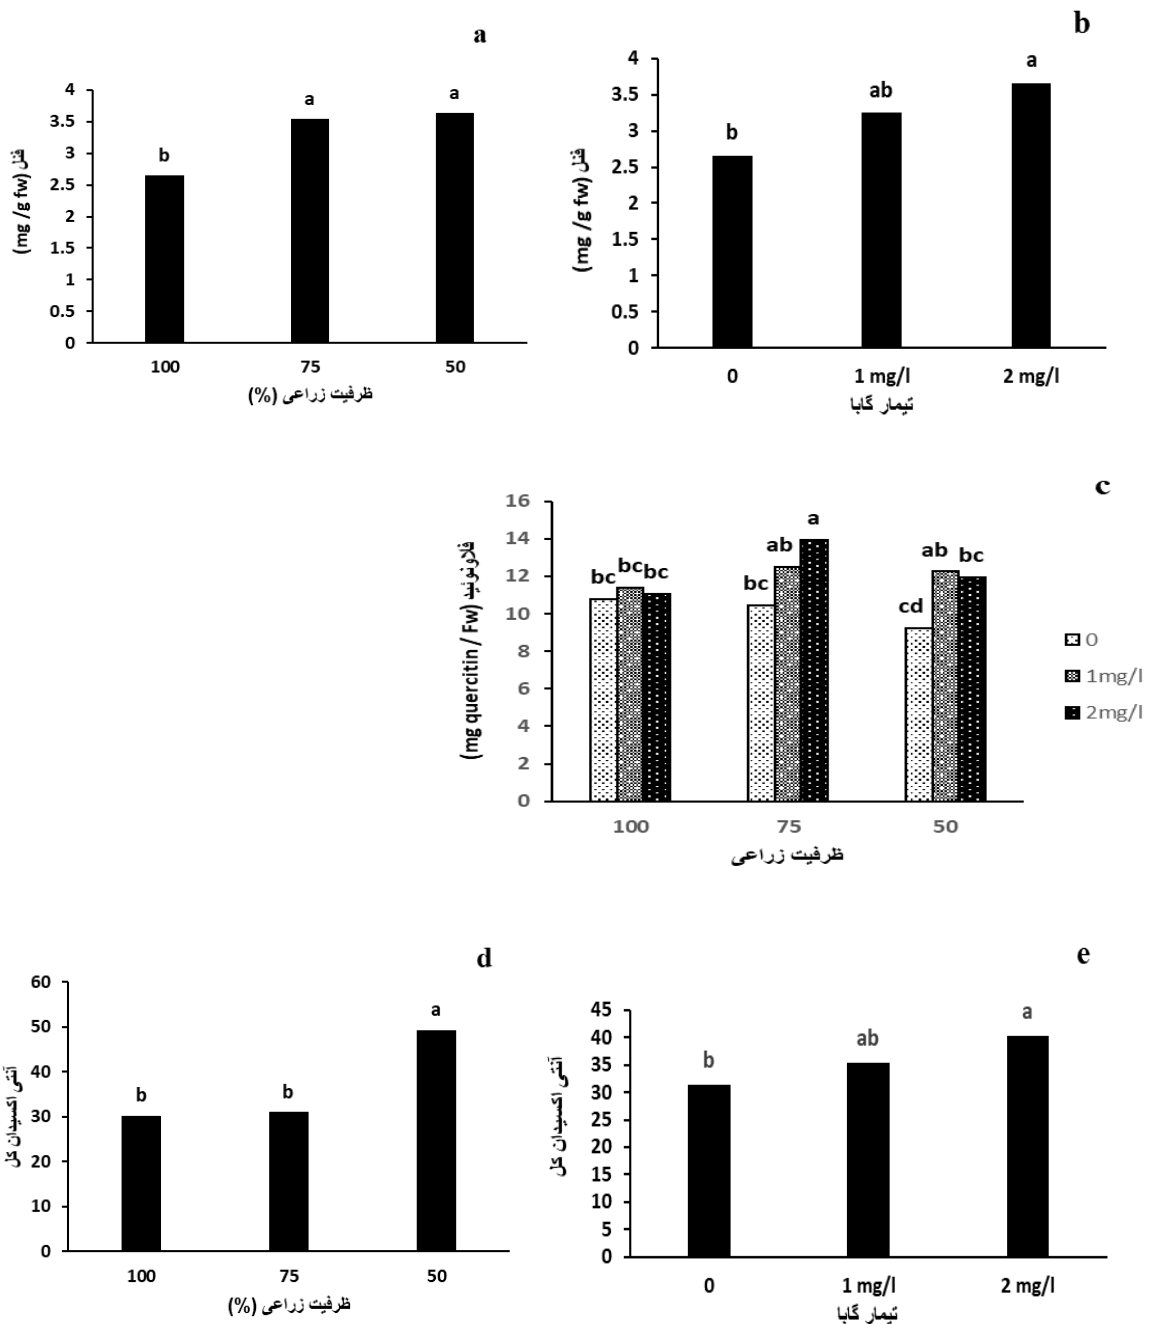 a
4
3.5
3
2.5
2
1.5
1
0.5
0
b
a
a
100
75
50
ظرفیت زراعی (%)
فنل (mg /g fw)
b
4
3.5
3
2.5
2
1.5
1
0.5
0
b
ab
a
0
1 mg/l
2 mg/l
تیمار گابا
فنل (mg /g fw)
c
16
14
12
10
8
6
4
2
0
bc
bc
bc
bc
ab
a
cd
ab
bc
100
75
50
ظرفیت زراعی
فلاونوئید (mg quercitin / Fw)
0
1mg/l
2mg/l
d
60
50
40
30
20
10
0
b
b
a
100
75
50
ظرفیت زراعی (%)
آنتی اکسیدان کل
e
45
40
35
30
25
20
15
10
5
0
b
ab
a
0
1 mg/l
2 mg/l
تیمار گابا
آنتی اکسیدان کل